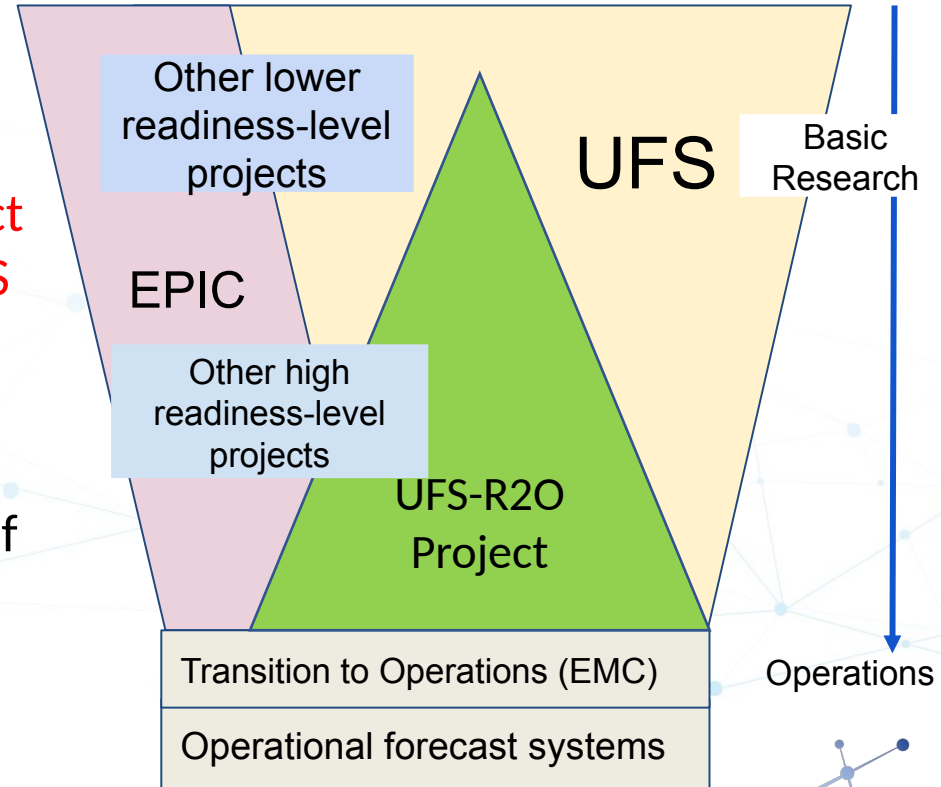 Other lower
readiness-level
projects
UFS
Basic
Research
EPIC
Other high
readiness-level
projects
UFS-R2O
Project
Transition to Operations (EMC)
Operations
Operational forecast systems